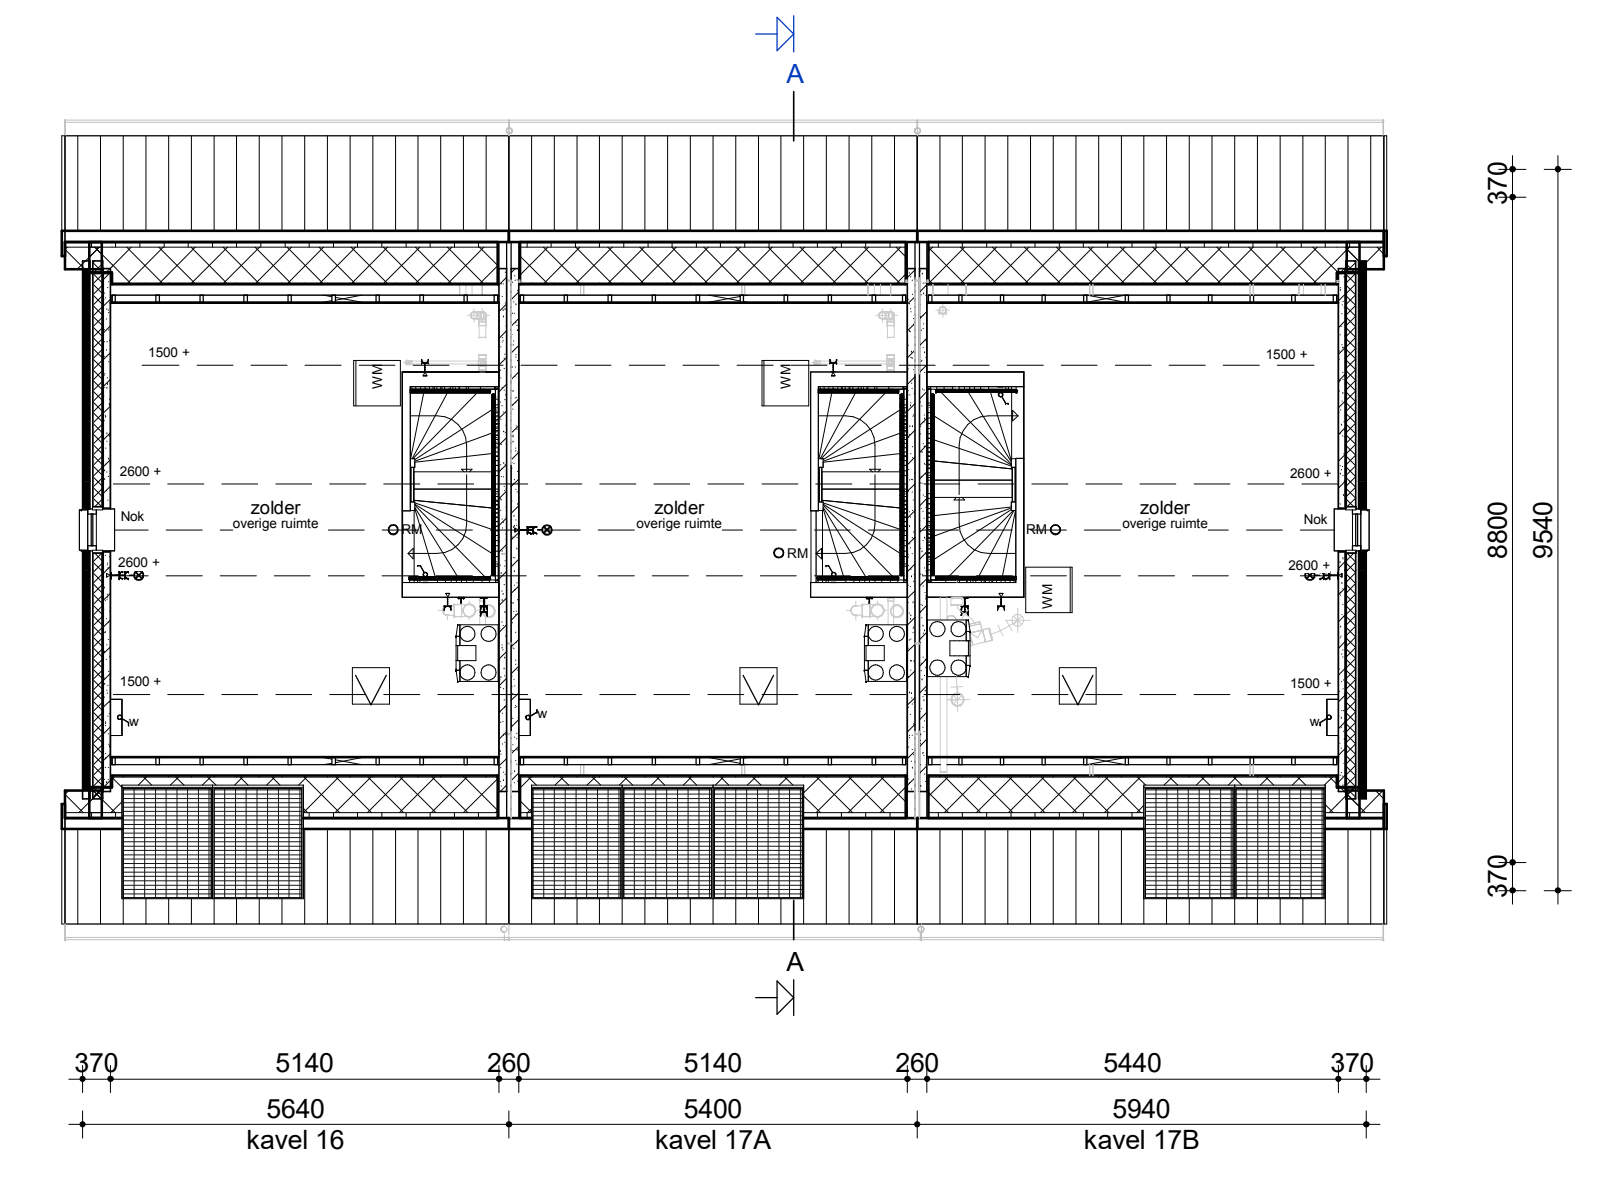 A
370
1500 +
WM
WM
1500 +
2600 +
2600 +
zolder
overige ruimte
zolder
overige ruimte
zolder
overige ruimte
Nok
RM
RM
Nok
RM
8800
9540
2600 +
2600 +
WM
1500 +
1500 +
w
w
w
370
A
370
5140
260
5140
260
5440
370
5640
5400
5940
kavel 16
kavel 17A
kavel 17B